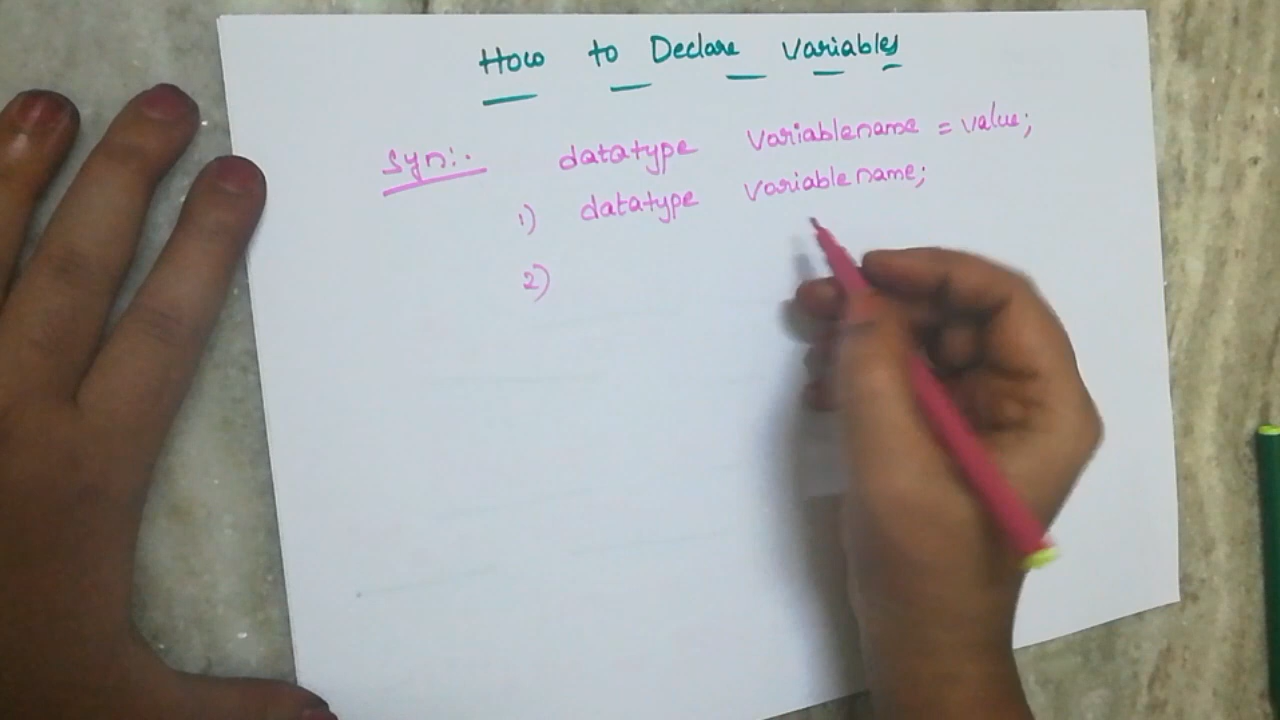 How to Declare Variables
Syn:- datatype variablename = value;
1) datatype variablename;
2)